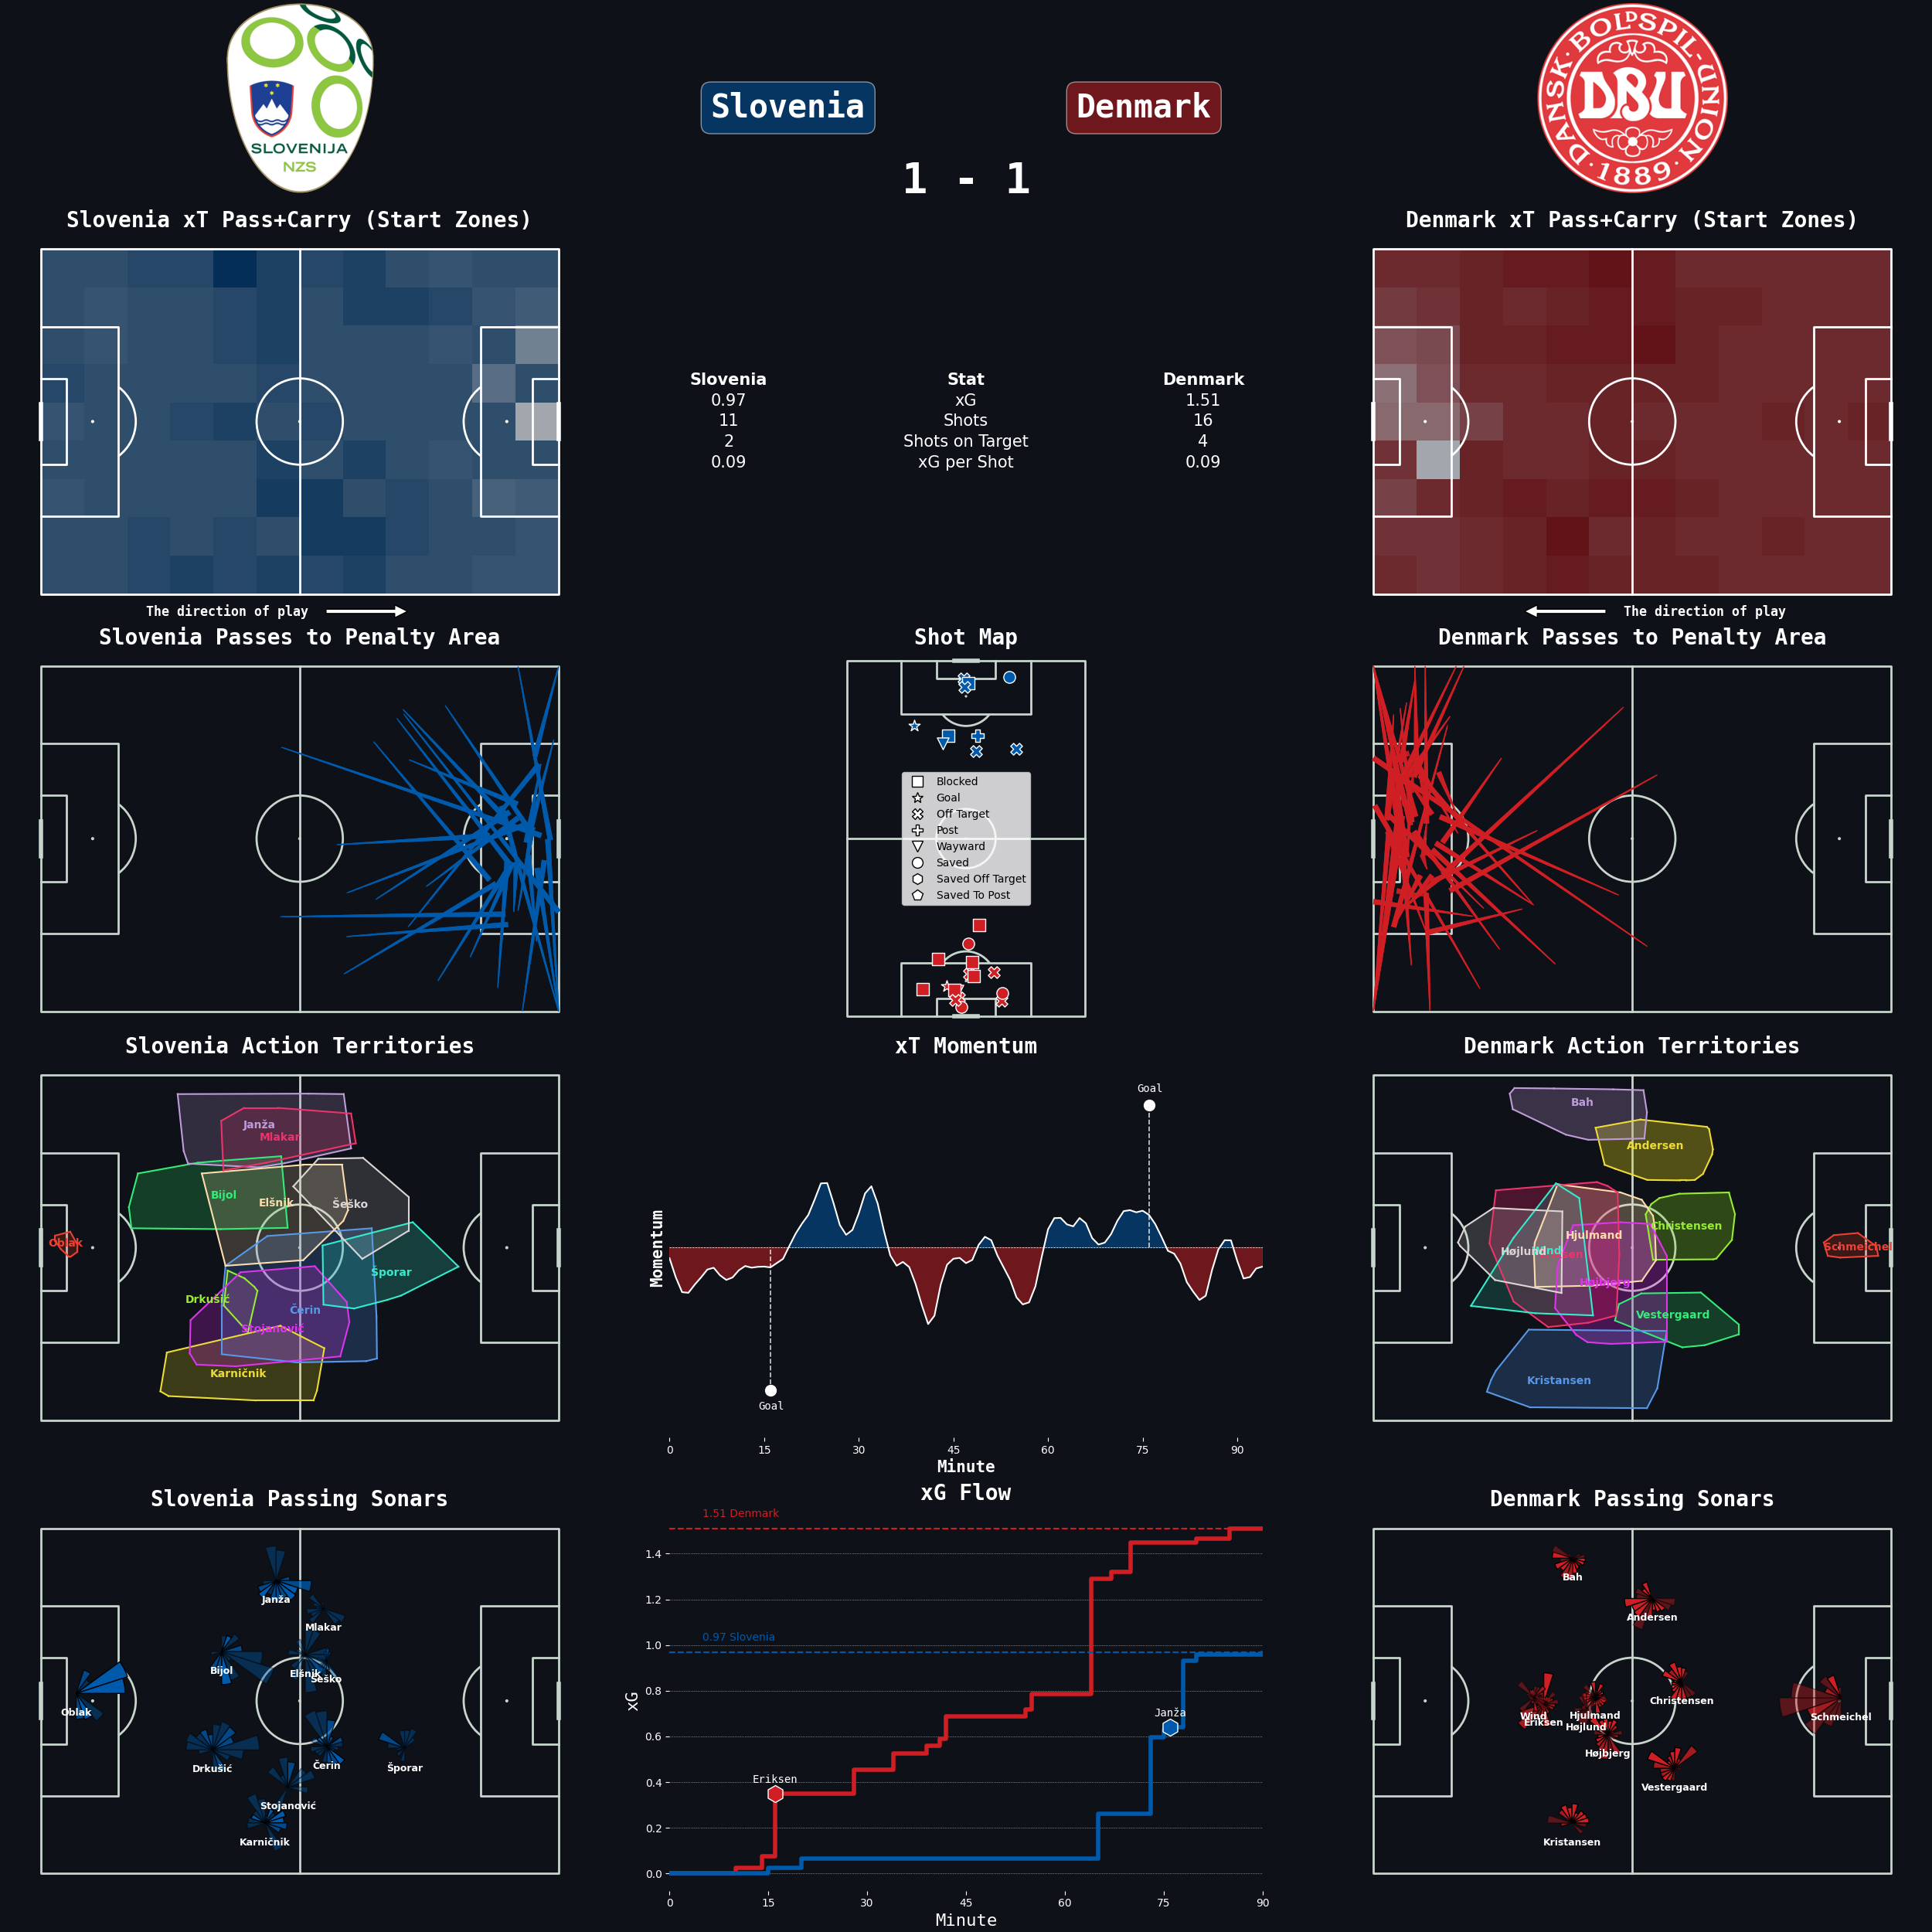 SLOVENIJA
NZS
Slovenia
Denmark
1 - 1
DANSK·BOLDSPIL-UNION
DBU
·1889·
Slovenia xT Pass+Carry (Start Zones)
The direction of play
Denmark xT Pass+Carry (Start Zones)
The direction of play
Slovenia Stat Denmark
0.97 xG 1.51
11 Shots 16
2 Shots on Target 4
0.09 xG per Shot 0.09
Slovenia Passes to Penalty Area
Shot Map
Blocked
Goal
Off Target
Post
Wayward
Saved
Saved Off Target
Saved To Post
Denmark Passes to Penalty Area
Slovenia Action Territories
Janža
Mlakar
Bijol
Elšnik
Šeško
Oblak
Šporar
Drkušić
Čerin
Stojanović
Karničnik
xT Momentum
Momentum
Goal
Goal
0 15 30 45 60 75 90
Minute
Denmark Action Territories
Bah
Andersen
Christensen
Hjulmand
Højlund
Wind
Schmeichel
Højbjerg
Vestergaard
Kristansen
Slovenia Passing Sonars
Janža
Mlakar
Bijol
Elšnik
Šeško
Oblak
Drkušić
Čerin
Šporar
Stojanović
Karničnik
xG Flow
1.51 Denmark
0.97 Slovenia
xG
1.4
1.2
1.0
0.8
0.6
0.4
0.2
0.0
Eriksen
Janža
0 15 30 45 60 75 90
Minute
Denmark Passing Sonars
Bah
Andersen
Christensen
Wind
Eriksen
Hjulmand
Højlund
Højbjerg
Schmeichel
Vestergaard
Kristansen